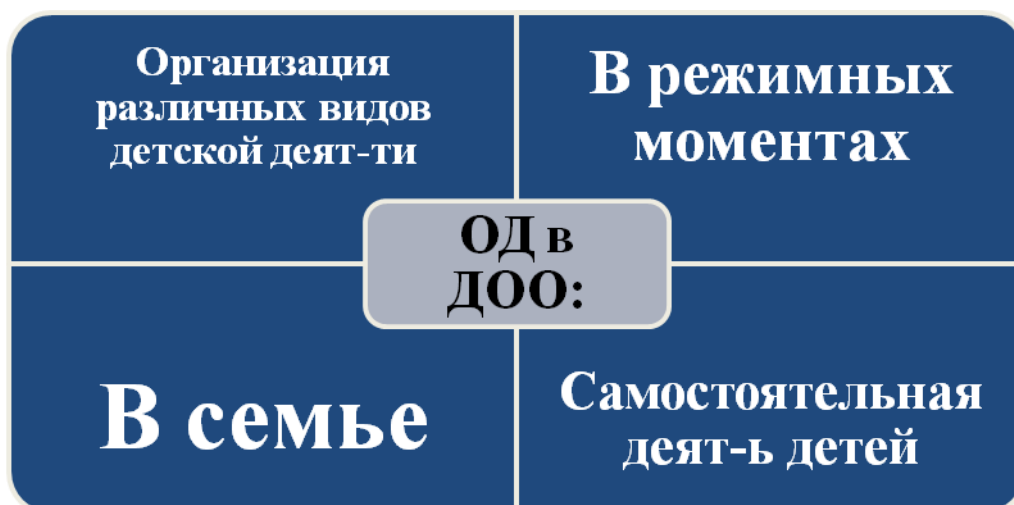 Организация
различных видов
детской деят-ти
В режимных
моментах
ОД в
ДОО:
В семье
Самостоятельная
деят-ь детей